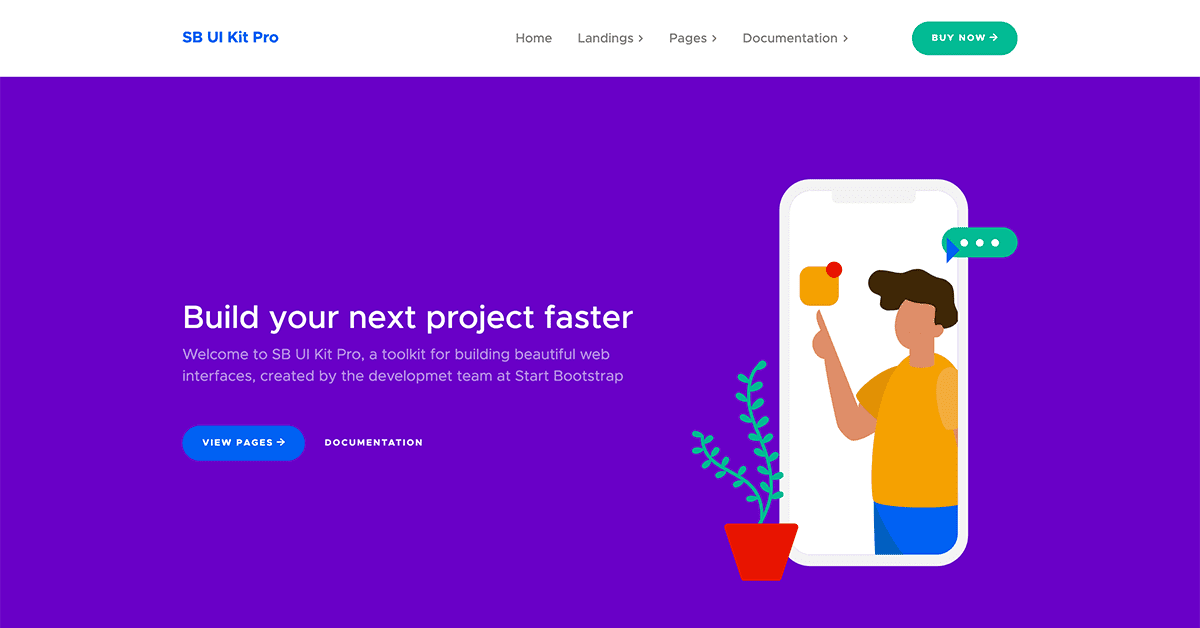 SB UI Kit Pro
Home Landings Pages Documentation BUY NOW
Build your next project faster
Welcome to SB UI Kit Pro, a toolkit for building beautiful web
interfaces, created by the developmet team at Start Bootstrap
VIEW PAGES DOCUMENTATION